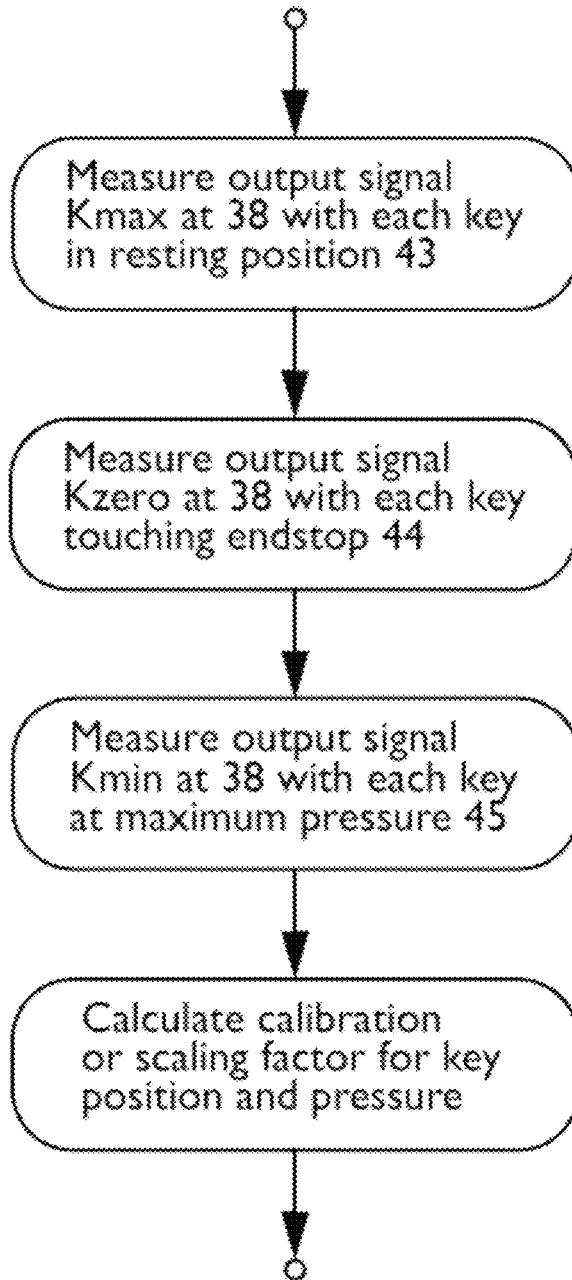 Measure output signal
Kmax at 38 with each key
in resting position 43
Measure output signal
Kzero at 38 with each key
touching endstop 44
Measure output signal
Kmin at 38 with each key
at maximum pressure 45
Calculate calibration
or scaling factor for key
position and pressure